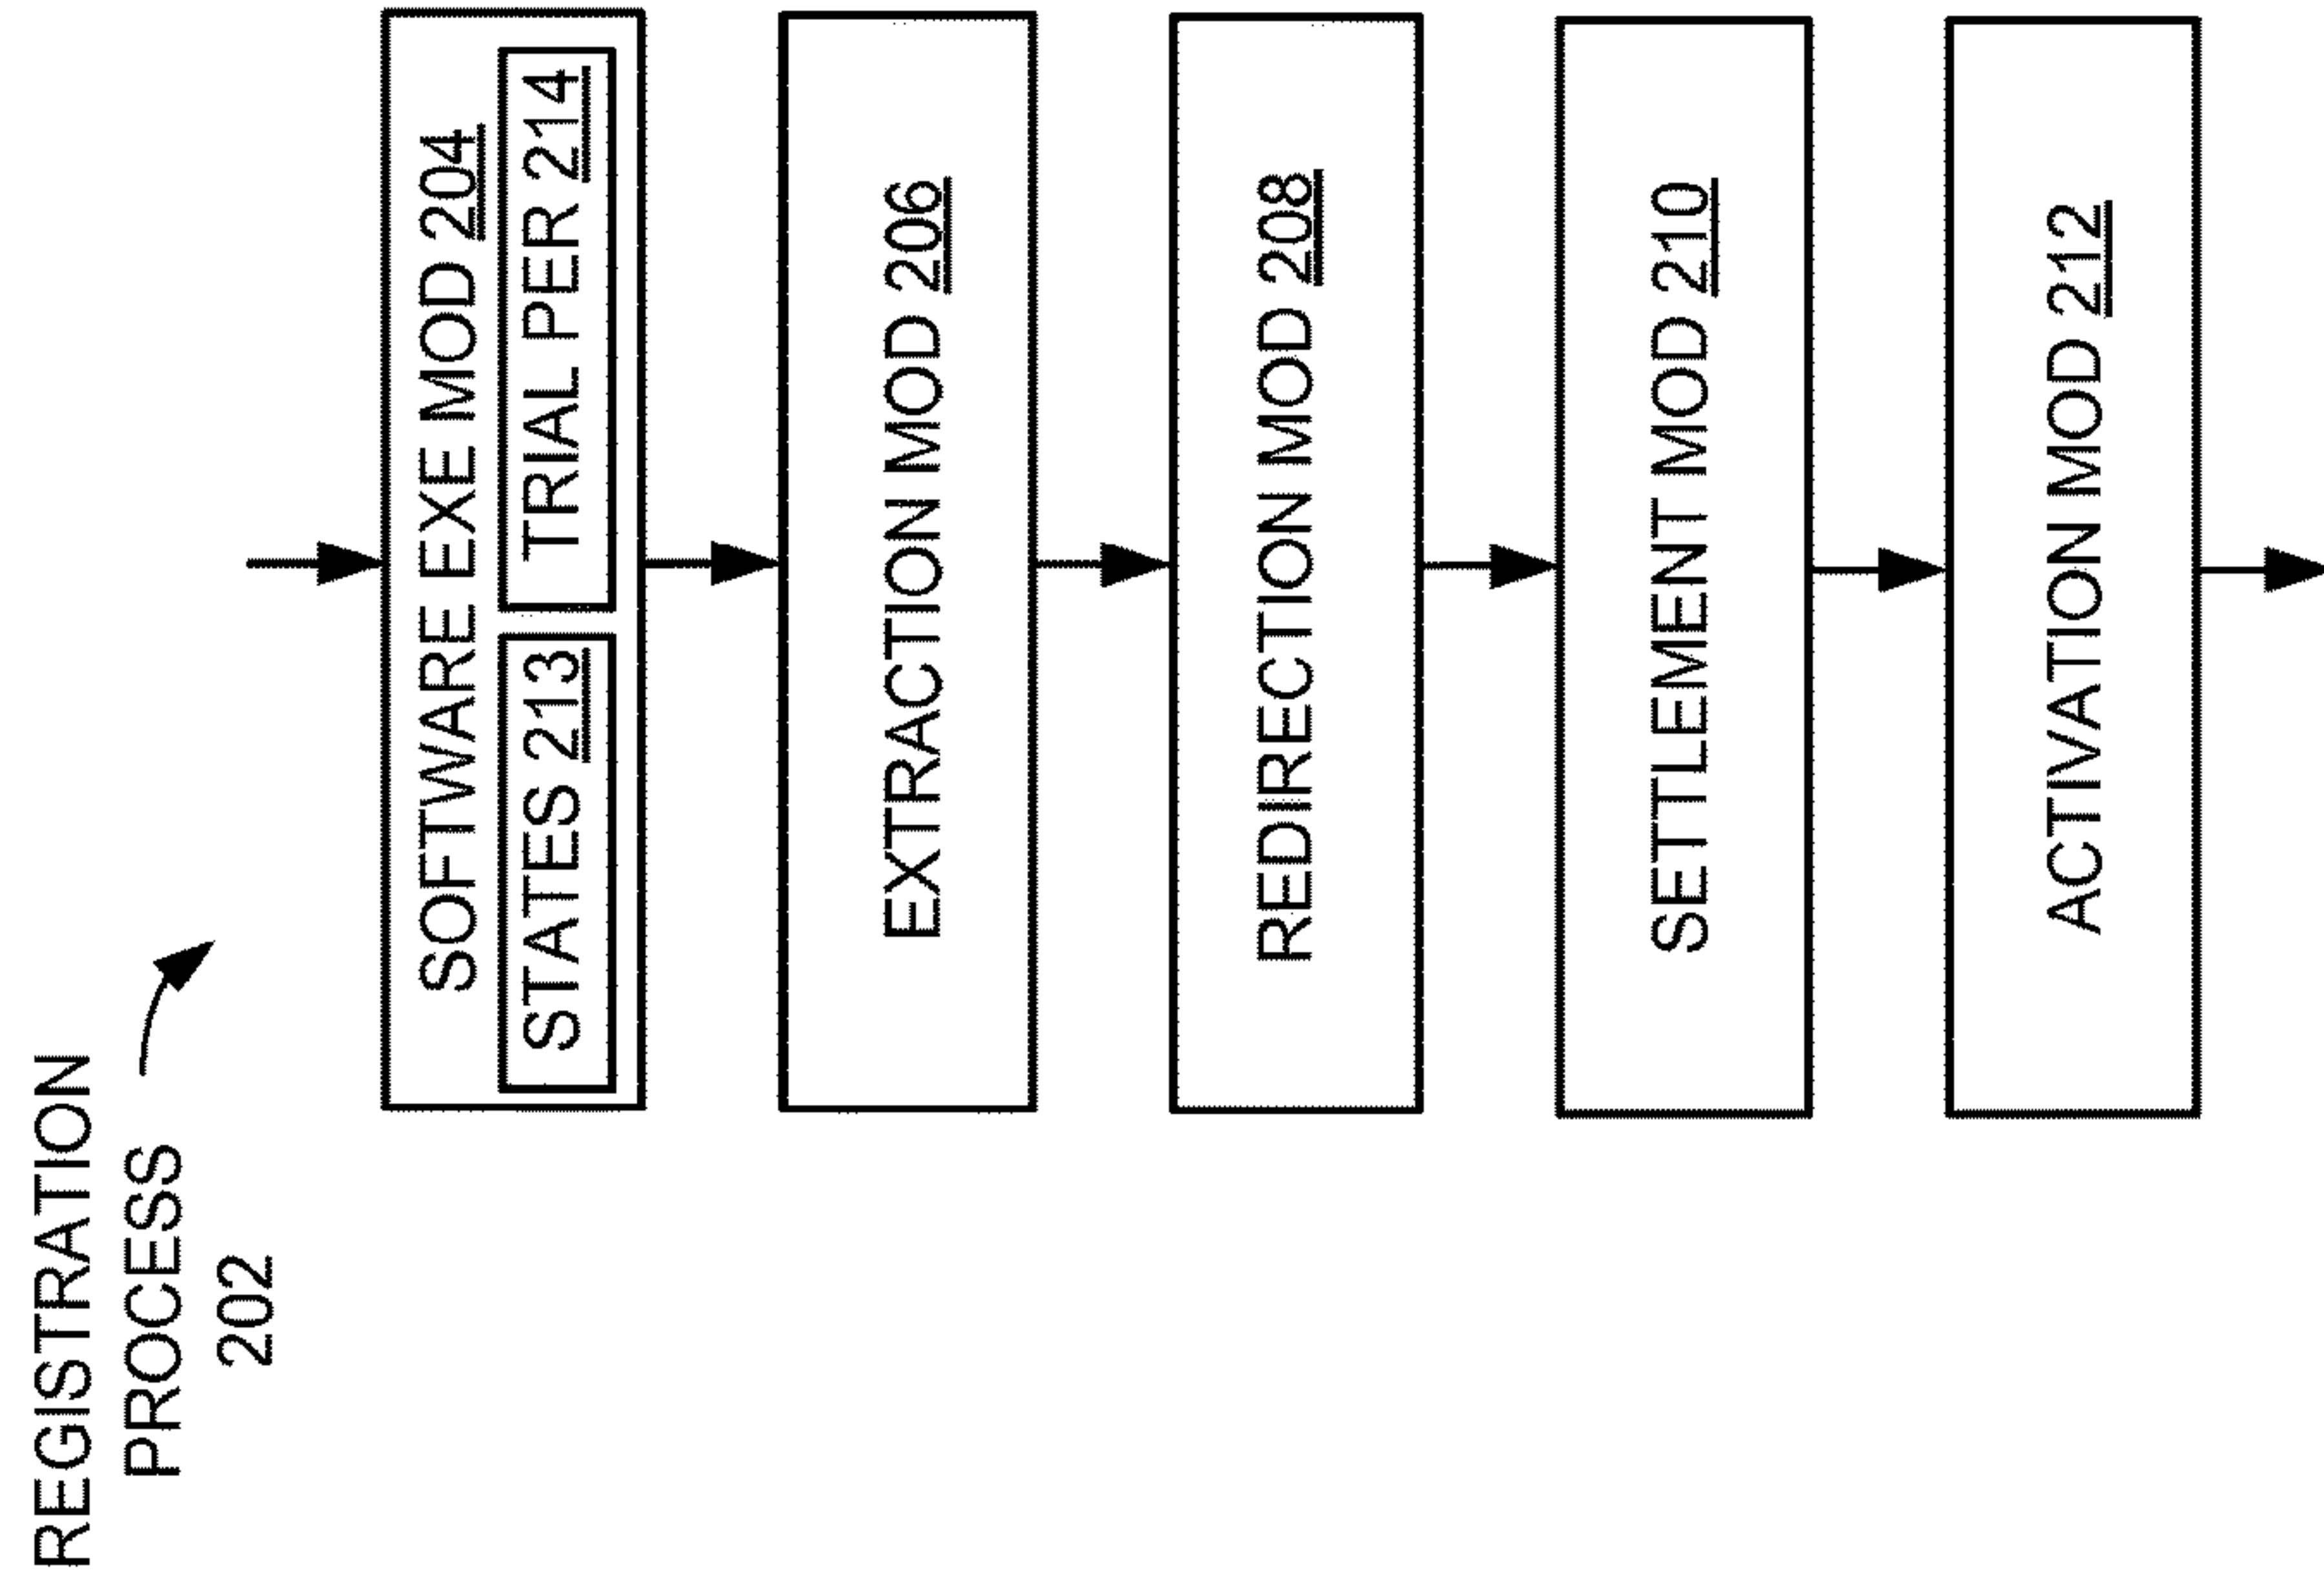 REGISTRATION
PROCESS
202
SOFTWARE EXE MOD 204
STATES 213
TRIAL PER 214
EXTRACTION MOD 206
REDIRECTION MOD 208
SETTLEMENT MOD 210
ACTIVATION MOD 212